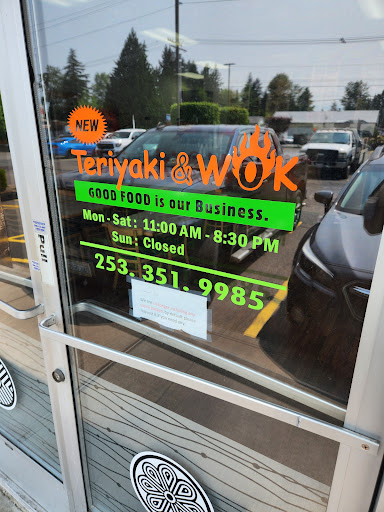 NEW
Teriyaki & WOK
GOOD FOOD is our Business.
Mon - Sat : 11:00 AM - 8:30 PM
Sun : Closed
253. 351. 9985
Pull